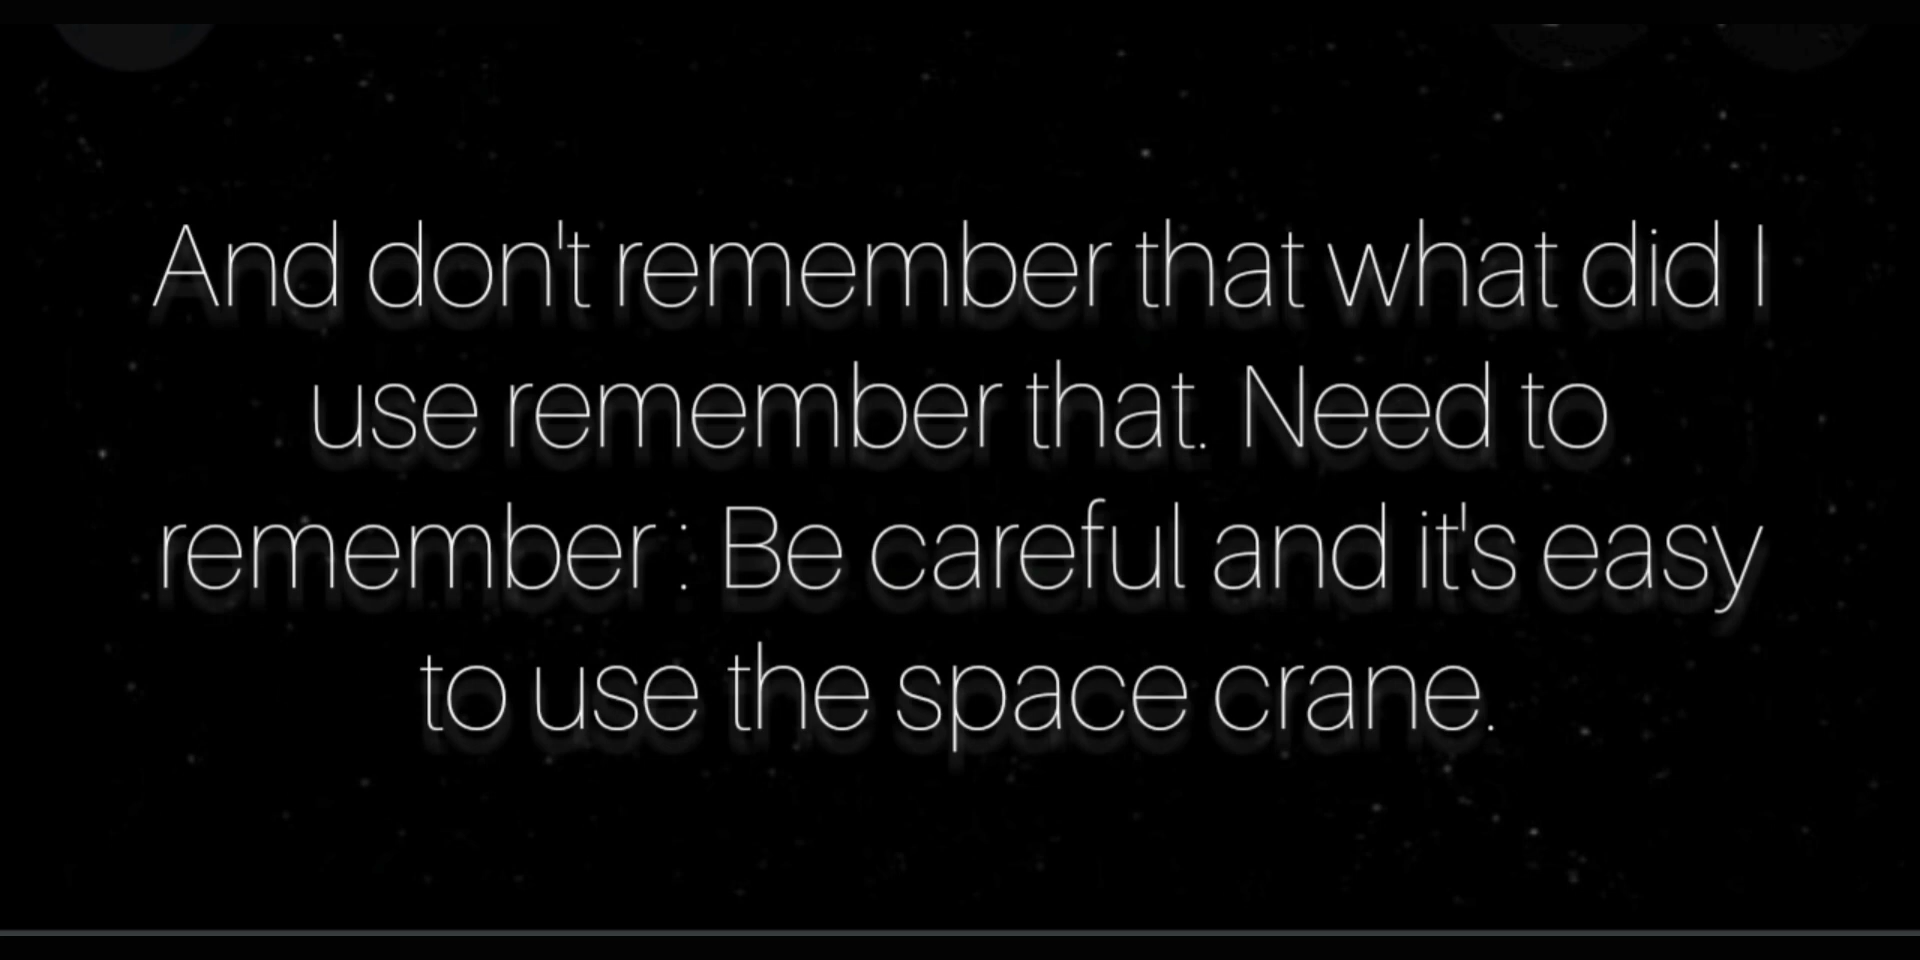 And don't remember that what did I
use remember that. Need to
remember : Be careful and it's easy
to use the space crane.